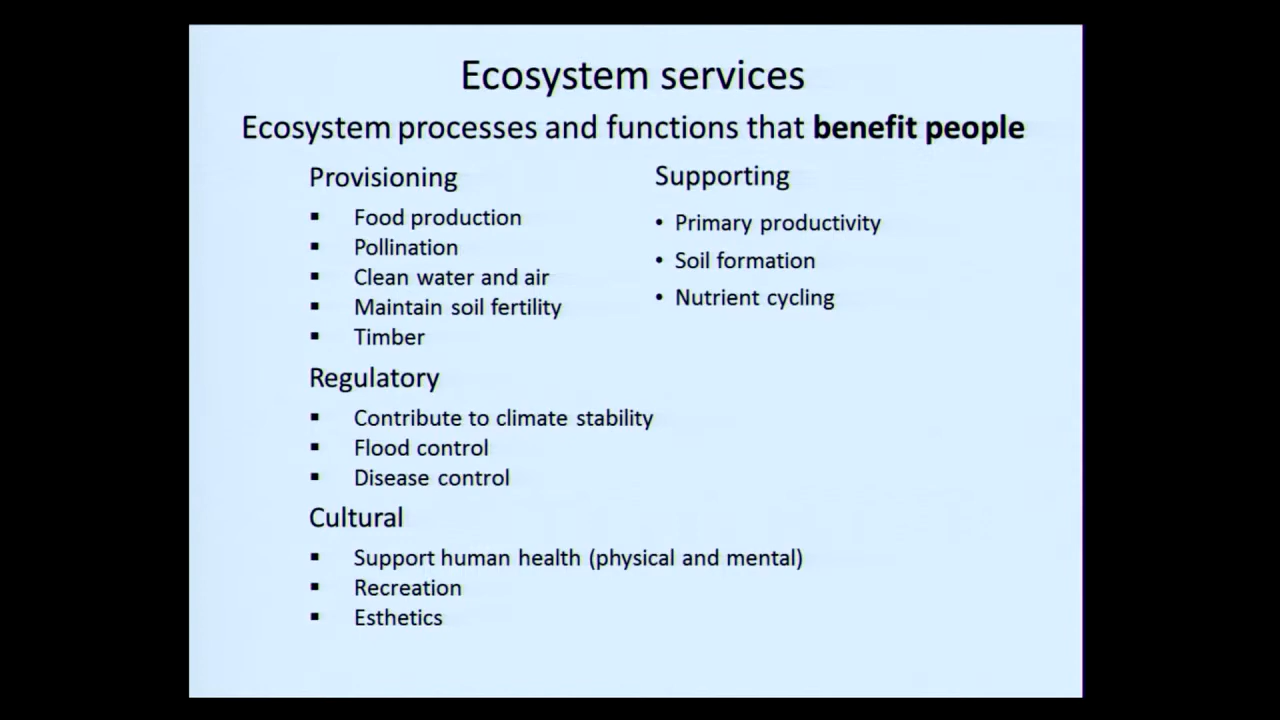 Ecosystem services
Ecosystem processes and functions that benefit people
Provisioning
▪ Food production
▪ Pollination
▪ Clean water and air
▪ Maintain soil fertility
▪ Timber
Regulatory
▪ Contribute to climate stability
▪ Flood control
▪ Disease control
Cultural
▪ Support human health (physical and mental)
▪ Recreation
▪ Esthetics
Supporting
• Primary productivity
• Soil formation
• Nutrient cycling